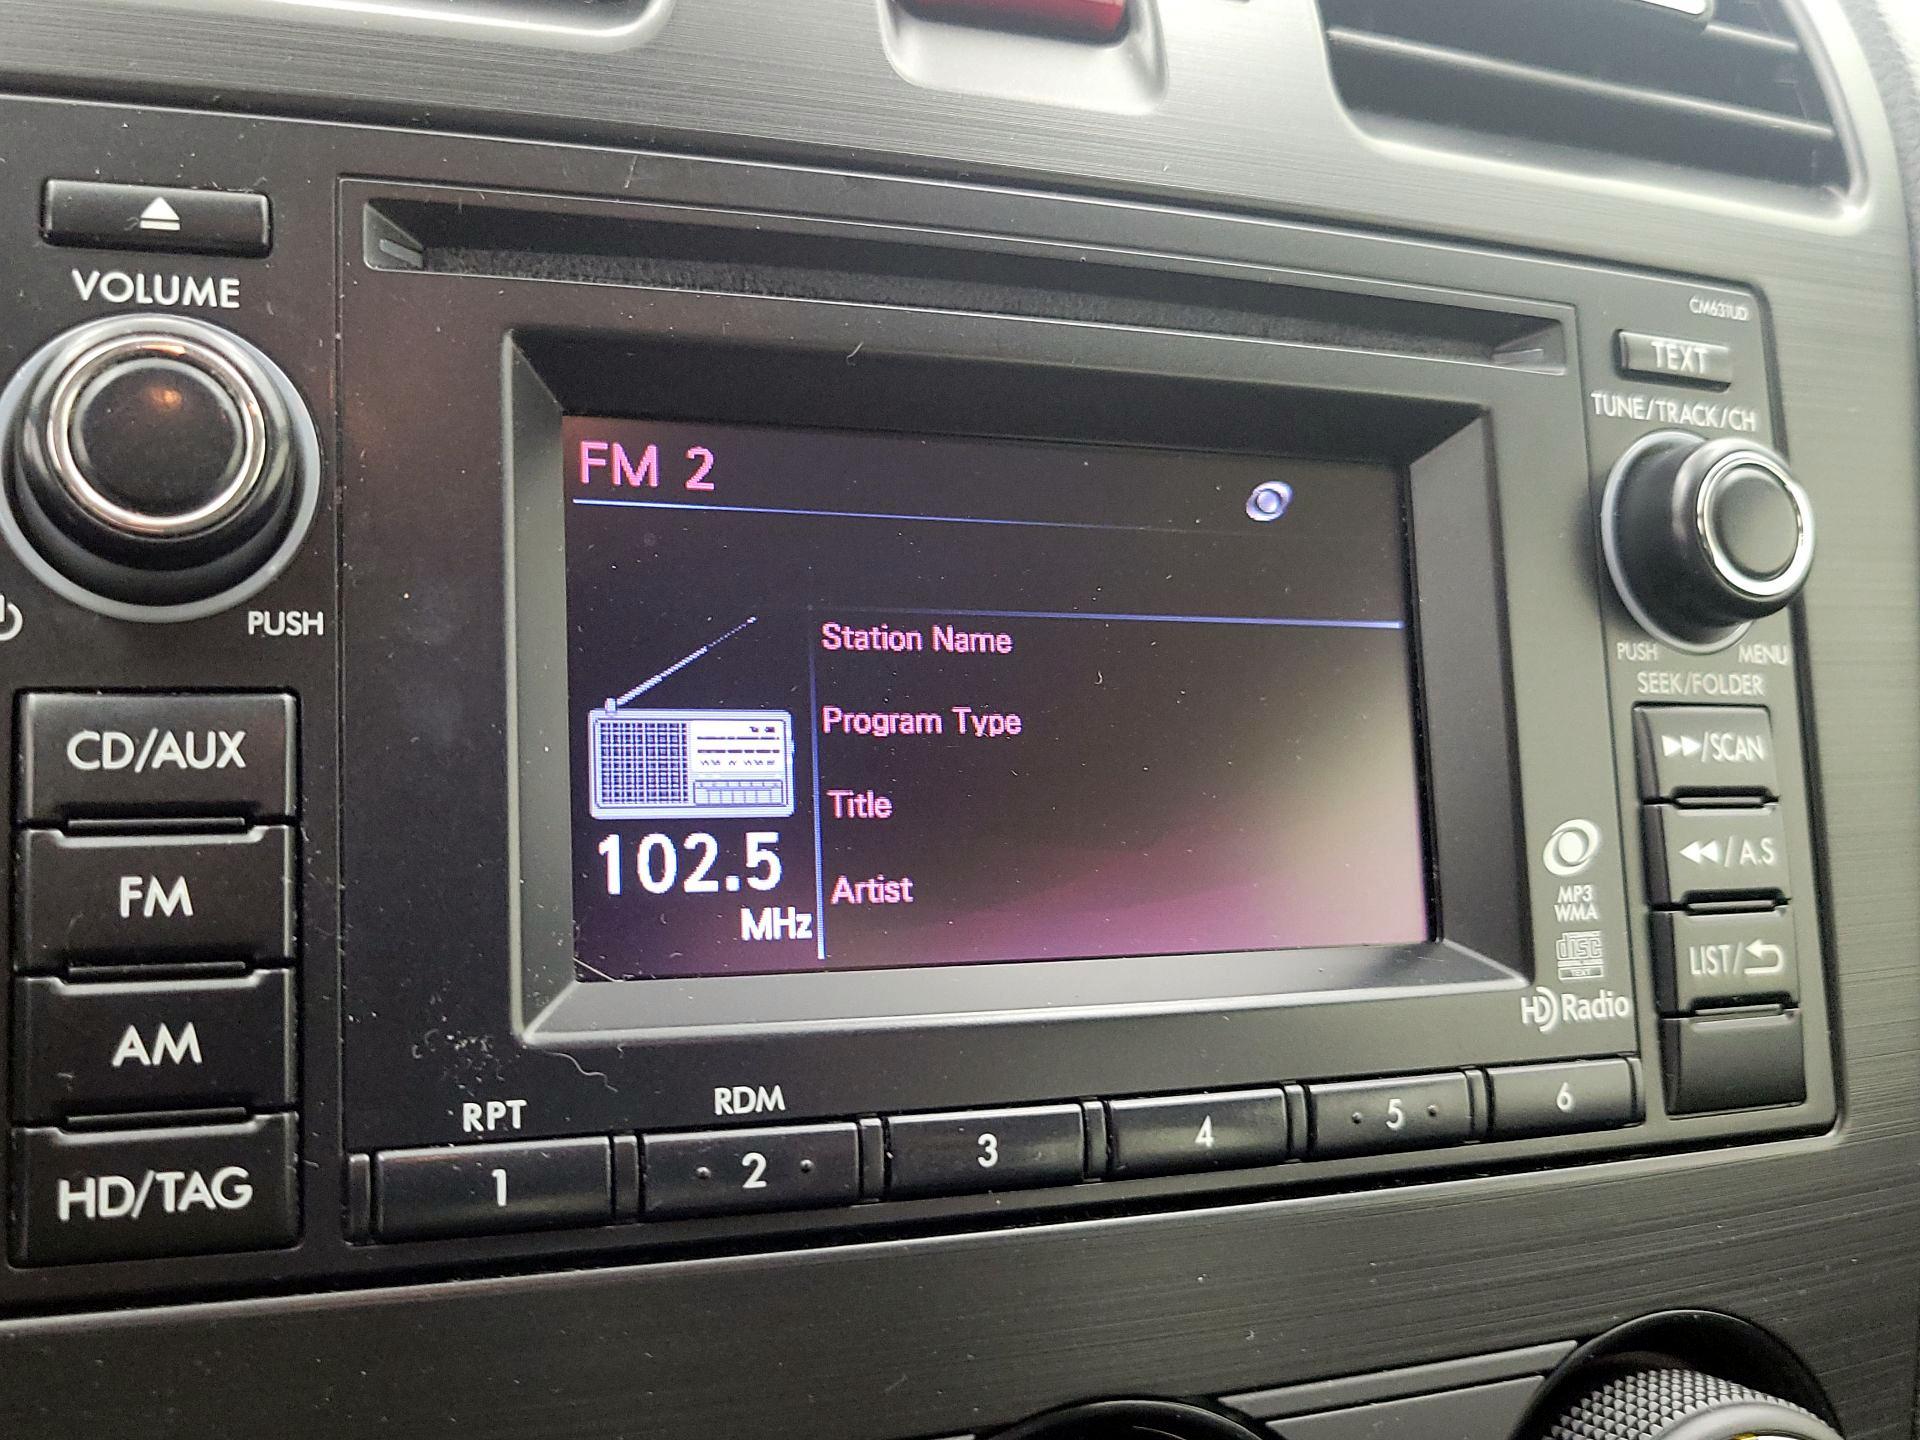 VOLUME
PUSH
CD/AUX
FM
AM
HD/TAG
FM 2
Station Name
Program Type
Title
Artist
102.5
MHz
CM631UD
TEXT
TUNE/TRACK/CH
PUSH MENU
SEEK/FOLDER
/SCAN
/A.S
LIST/
MP3
WMA
disc
TEXT
HD Radio
RPT
RDM
1
2
3
4
5
6